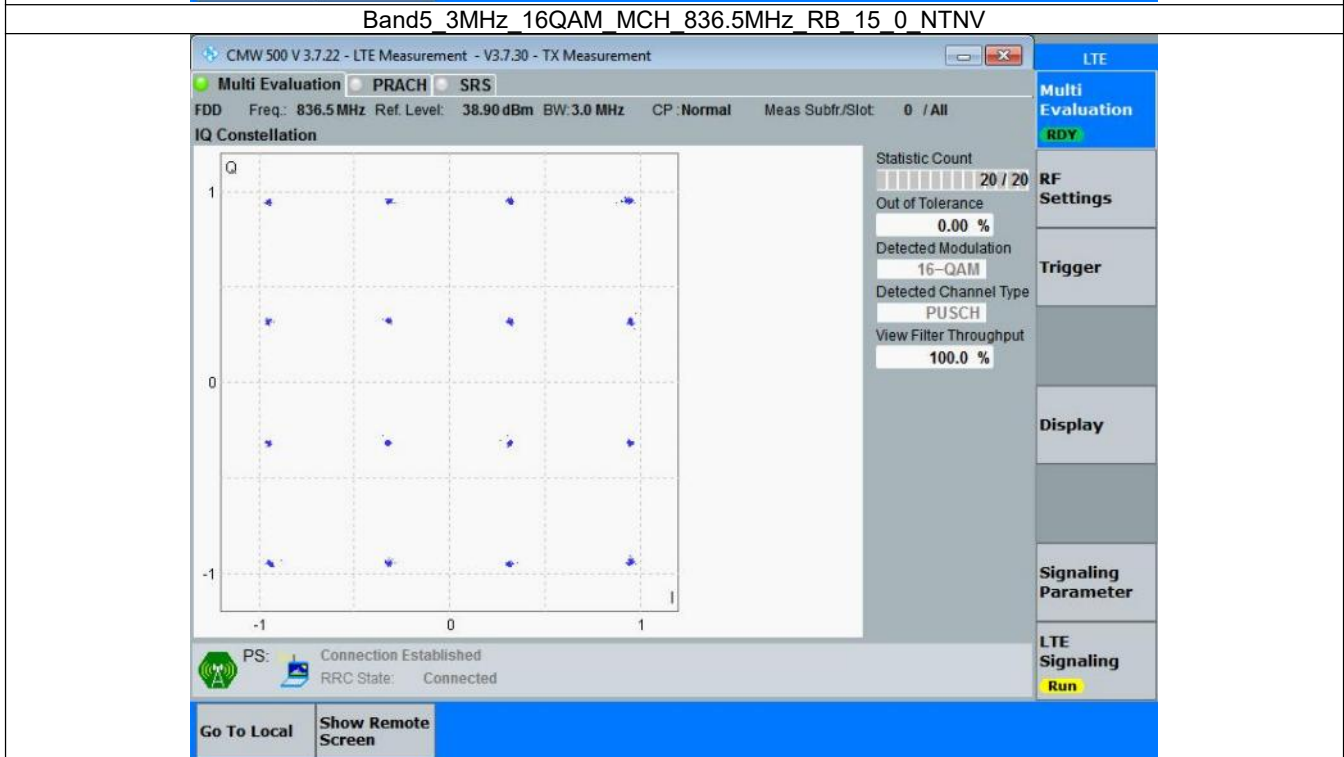 Band5_3MHz_16QAM_MCH_836.5MHz_RB_15_0_NTNV
CMW 500 V 3.7.22 - LTE Measurement - V3.7.30 - TX Measurement
LTE
Multi Evaluation PRACH SRS
FDD Freq.: 836.5 MHz Ref. Level: 38.90 dBm BW: 3.0 MHz CP : Normal Meas Subfr./Slot: 0 / All
IQ Constellation
Q
1
0
-1
I
-1 0 1
Statistic Count
20 / 20
Out of Tolerance
0.00 %
Detected Modulation
16-QAM
Detected Channel Type
PUSCH
View Filter Throughput
100.0 %
Multi
Evaluation
RDY
RF
Settings
Trigger
Display
Signaling
Parameter
LTE
Signaling
Run
PS: Connection Established
RRC State: Connected
Go To Local
Show Remote
Screen